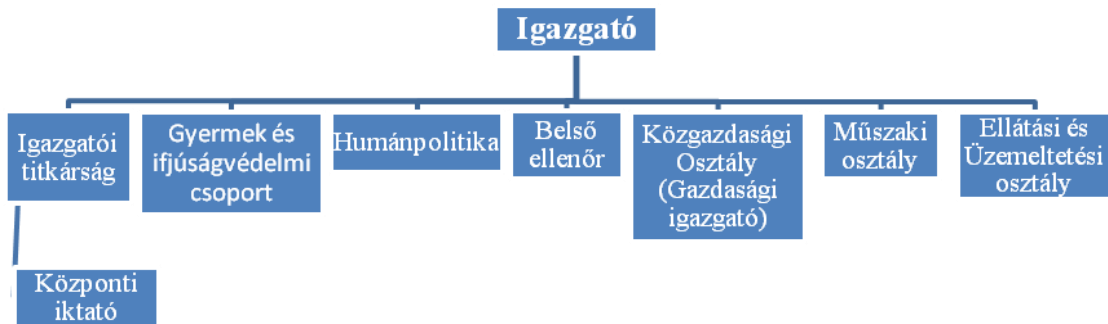 Igazgató
Igazgatói
titkárság
Gyermek és
ifjúságvédelmi
csoport
Humánpolitika
Belső
ellenőr
Közgazdasági
Osztály
(Gazdasági
igazgató)
Műszaki
osztály
Ellátási és
Üzemeltetési
osztály
Központi
iktató